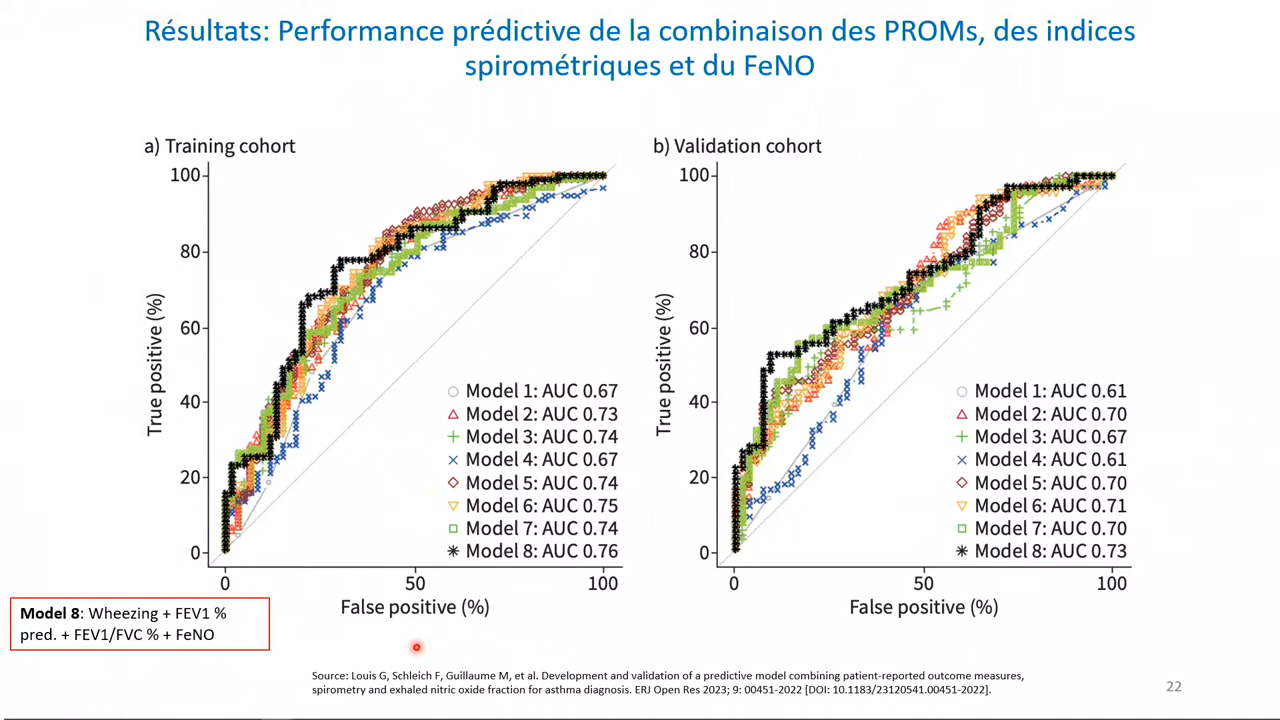 Résultats: Performance prédictive de la combinaison des PROMs, des indices
spirométriques et du FeNO
a) Training cohort
100
80
60
40
20
0
True positive (%)
0
50
100
False positive (%)
Model 1: AUC 0.67
Model 2: AUC 0.73
Model 3: AUC 0.74
Model 4: AUC 0.67
Model 5: AUC 0.74
Model 6: AUC 0.75
Model 7: AUC 0.74
Model 8: AUC 0.76
b) Validation cohort
100
80
60
40
20
0
True positive (%)
0
50
100
False positive (%)
Model 1: AUC 0.61
Model 2: AUC 0.70
Model 3: AUC 0.67
Model 4: AUC 0.61
Model 5: AUC 0.70
Model 6: AUC 0.71
Model 7: AUC 0.70
Model 8: AUC 0.73
Model 8: Wheezing + FEV1 %
pred. + FEV1/FVC % + FeNO
Source: Louis G, Schleich F, Guillaume M, et al. Development and validation of a predictive model combining patient-reported outcome measures,
spirometry and exhaled nitric oxide fraction for asthma diagnosis. ERJ Open Res 2023; 9: 00451-2022 [DOI: 10.1183/23120541.00451-2022].
22